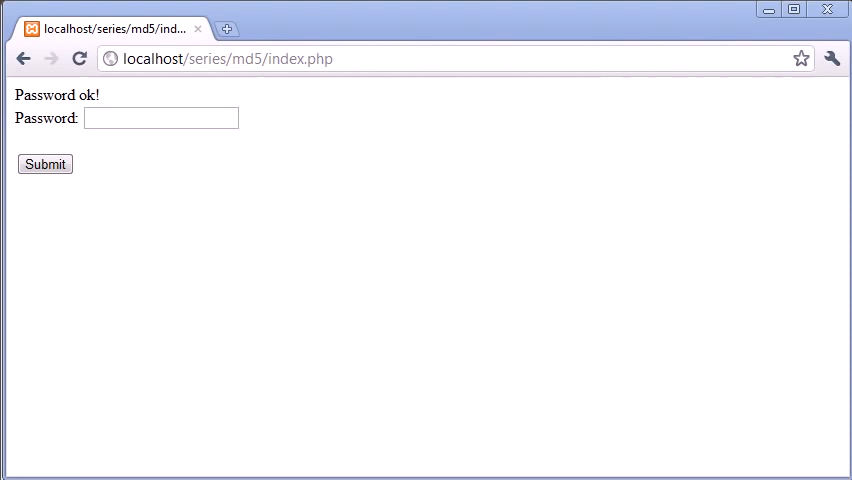 localhost/series/md5/ind...
localhost/series/md5/index.php
Password ok!
Password:
Submit